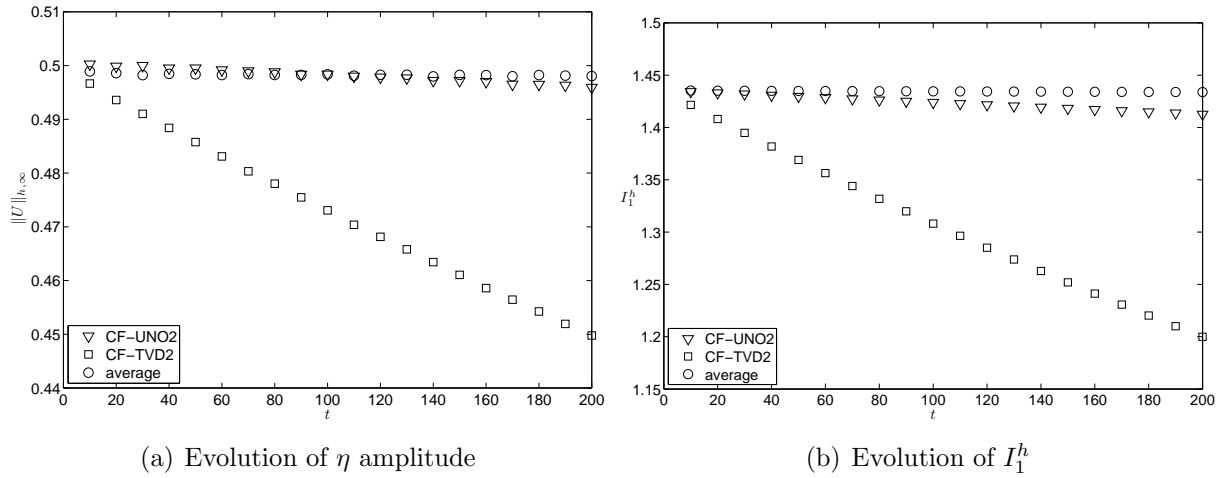 0.51
0.5
0.49
0.48
0.47
0.46
0.45
0.44
‖U‖h,∞
CF−UNO2
CF−TVD2
average
0 20 40 60 80 100 120 140 160 180 200
t
(a) Evolution of η amplitude
1.5
1.45
1.4
1.35
1.3
1.25
1.2
1.15
I₁ʰ
CF−UNO2
CF−TVD2
average
0 20 40 60 80 100 120 140 160 180 200
t
(b) Evolution of I₁ʰ